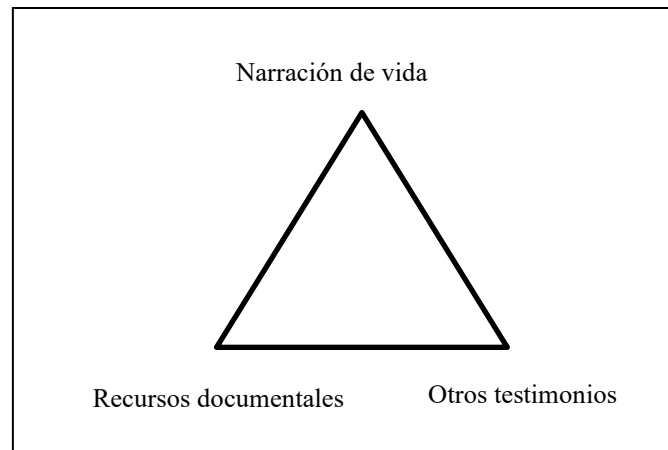 Narración de vida
Recursos documentales
Otros testimonios